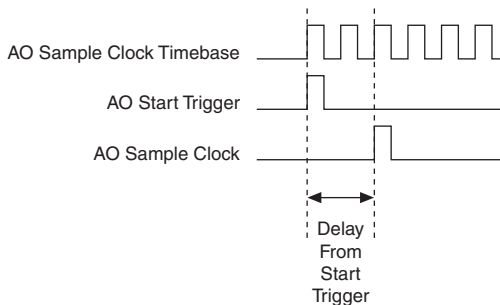 AO Sample Clock Timebase
AO Start Trigger
AO Sample Clock
Delay
From
Start
Trigger